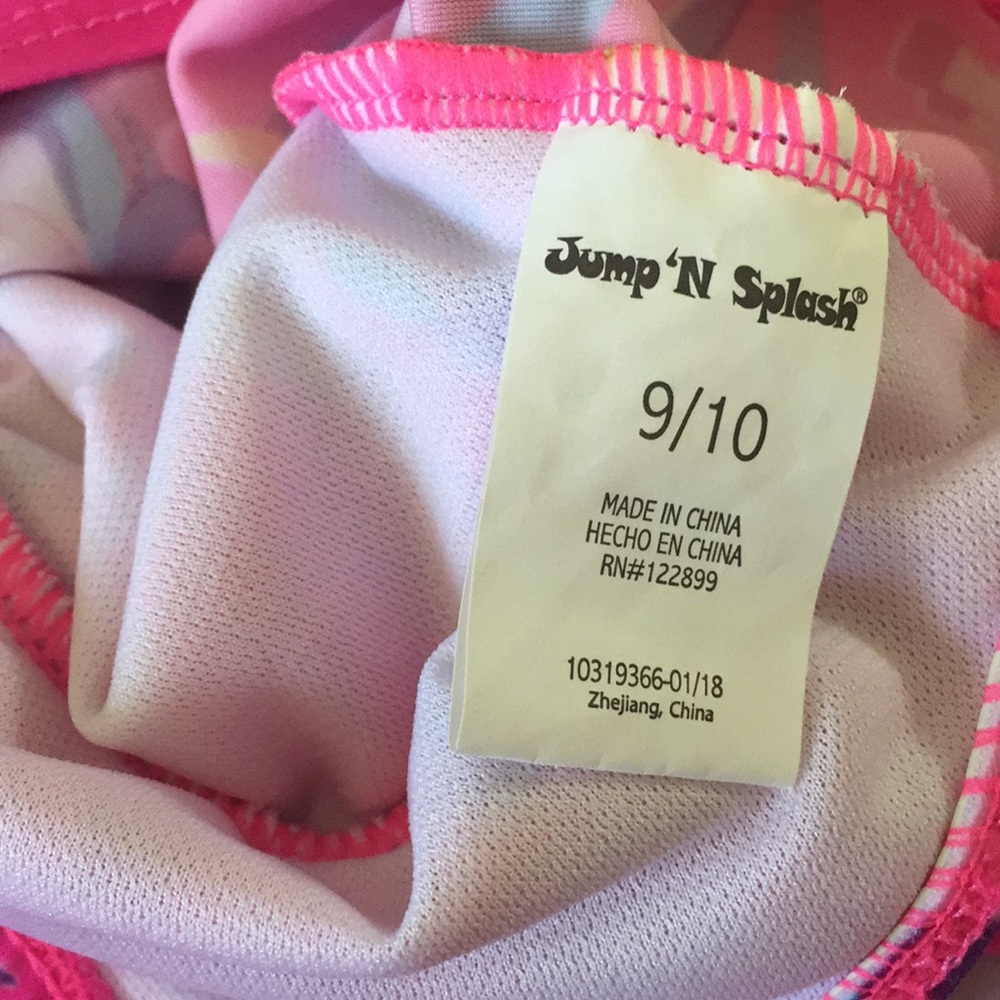 Jump 'N Splash®
9/10
MADE IN CHINA
HECHO EN CHINA
RN#122899
10319366-01/18
Zhejiang, China